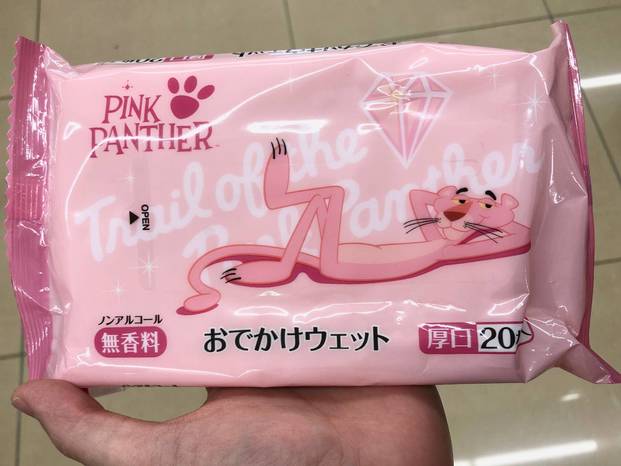 PINK
PANTHER
Trail of the
Pink Panther
OPEN
ノンアルコール
無香料
おでかけウェット
厚口 20